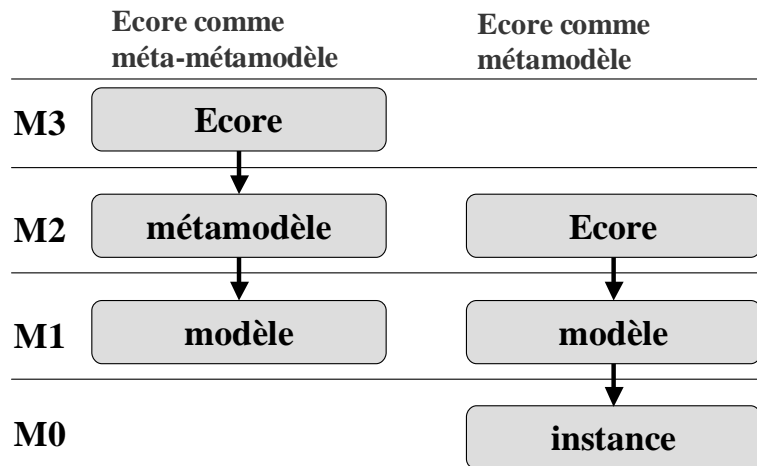 Ecore comme
méta-métamodèle
Ecore comme
métamodèle
M3
Ecore
M2
métamodèle
Ecore
M1
modèle
modèle
M0
instance